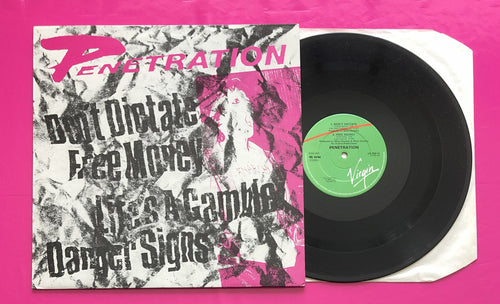 PENETRATION
Don't Dictate
Free Money
Life's A Gamble
Danger Signs
PENETRATION
Virgin